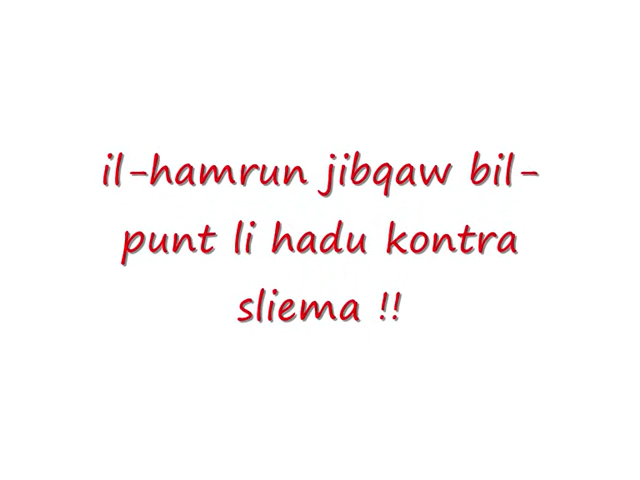 il-hamrun jibqaw bil-
punt li hadu kontra
sliema !!